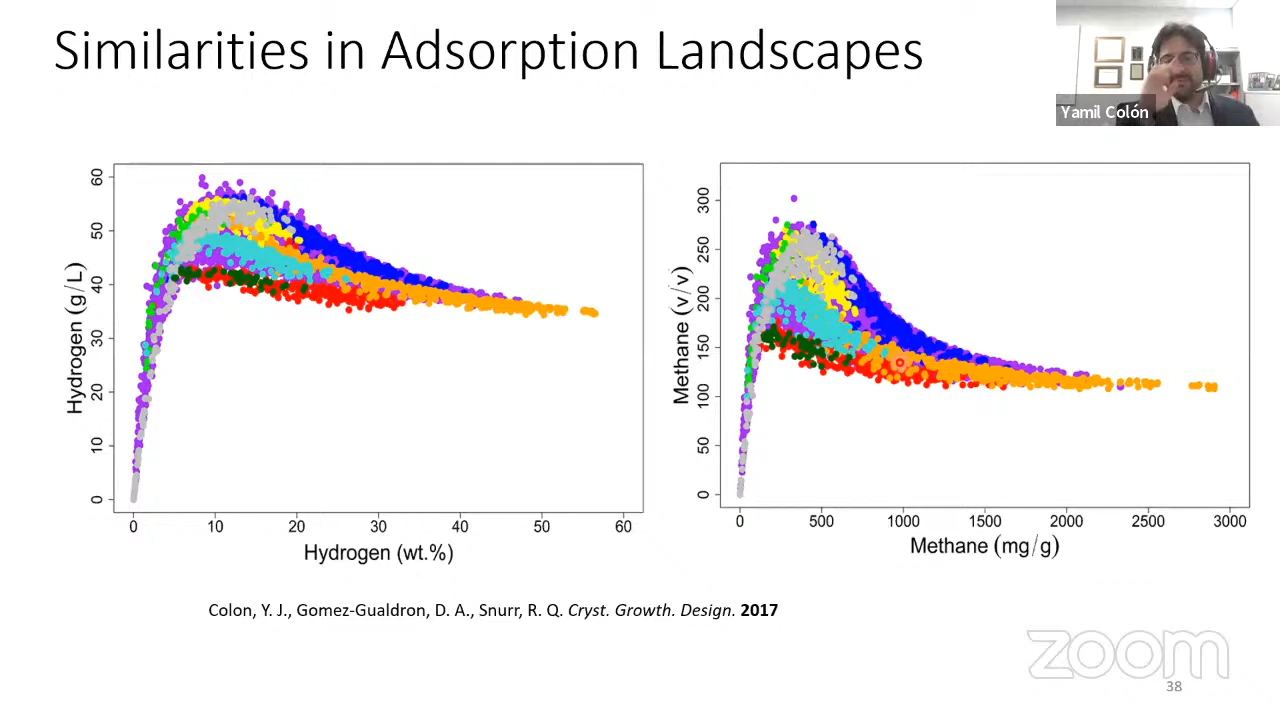 Similarities in Adsorption Landscapes
Yamil Colón
Hydrogen (g/L)
60
50
40
30
20
10
0
0 10 20 30 40 50 60
Hydrogen (wt.%)
Methane (v/v)
300
250
200
150
100
50
0
0 500 1000 1500 2000 2500 3000
Methane (mg/g)
Colon, Y. J., Gomez-Gualdron, D. A., Snurr, R. Q. Cryst. Growth. Design. 2017
zoom
38